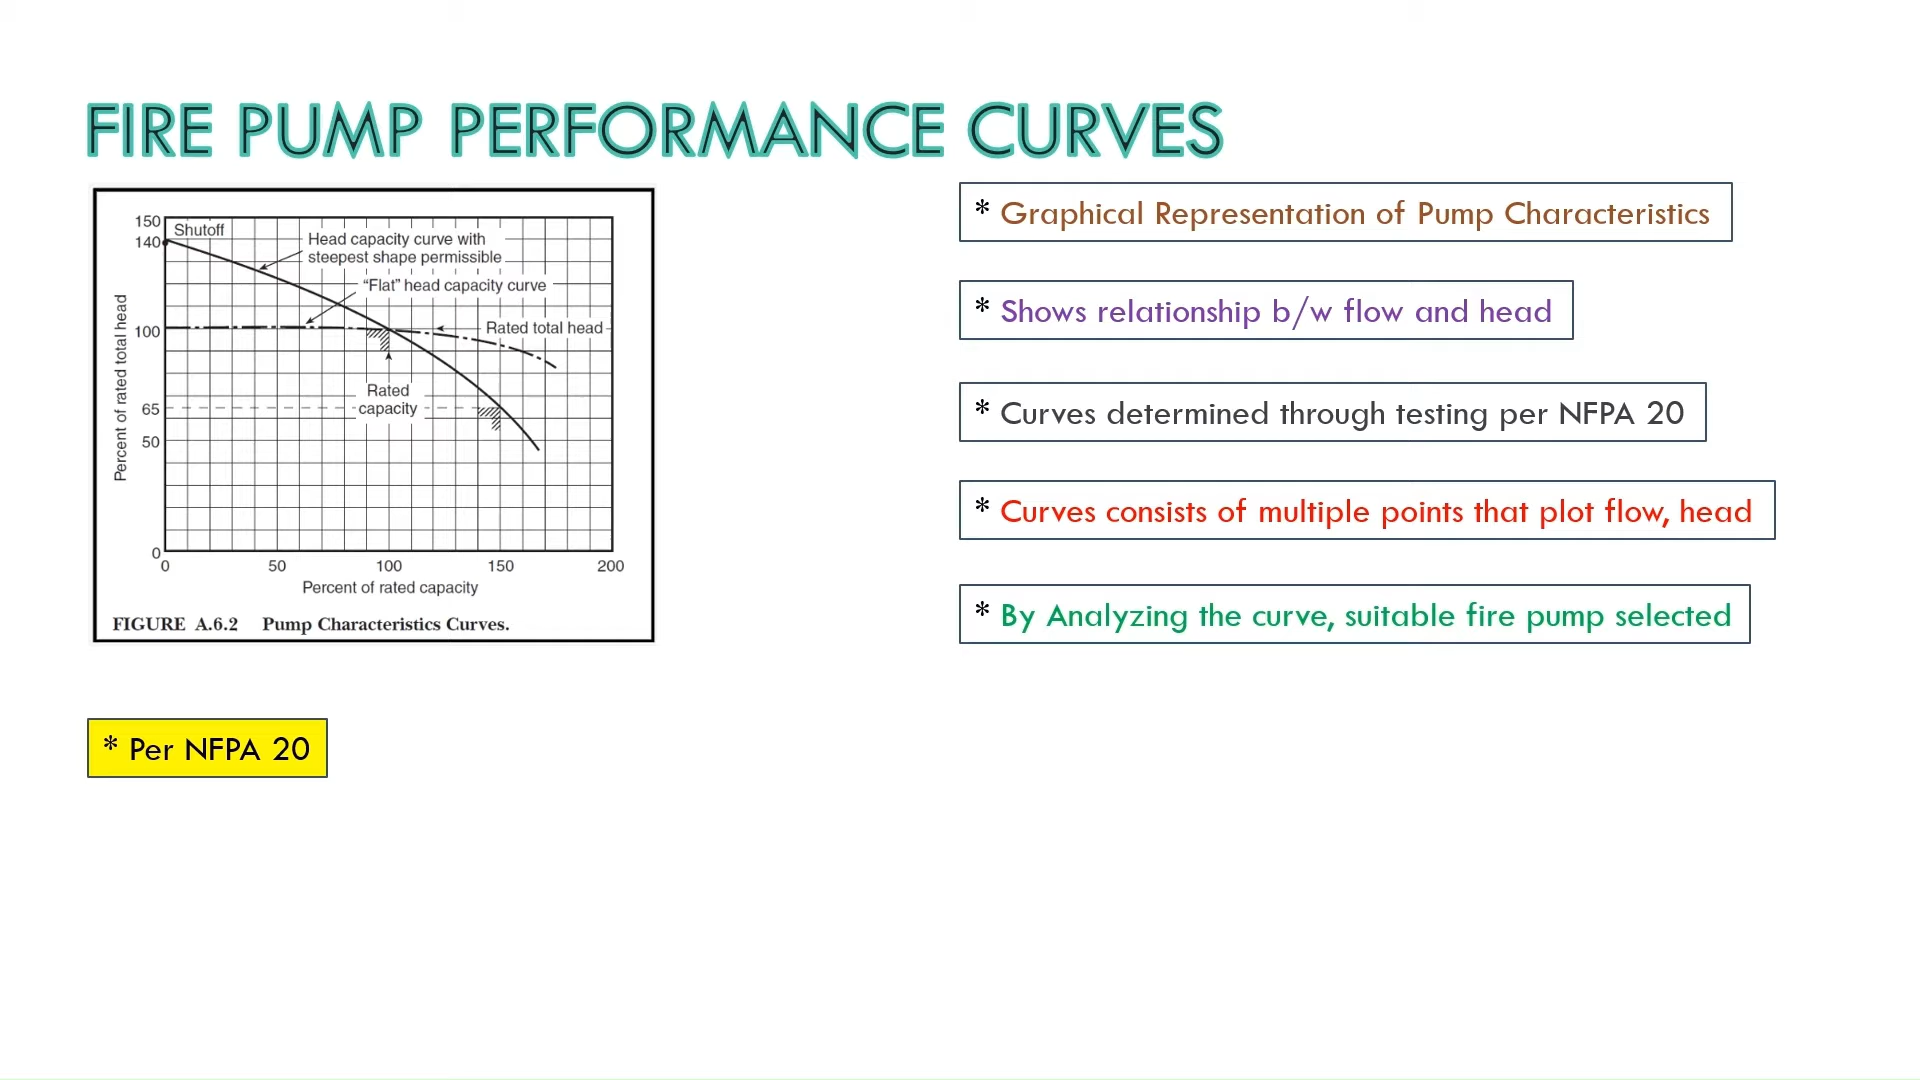 FIRE PUMP PERFORMANCE CURVES
150
Shutoff
140
Head capacity curve with
steepest shape permissible
"Flat" head capacity curve
100
Rated total head
Rated
capacity
65
50
0
Percent of rated total head
0 50 100 150 200
Percent of rated capacity
FIGURE A.6.2 Pump Characteristics Curves.
* Graphical Representation of Pump Characteristics
* Shows relationship b/w flow and head
* Curves determined through testing per NFPA 20
* Curves consists of multiple points that plot flow, head
* By Analyzing the curve, suitable fire pump selected
* Per NFPA 20